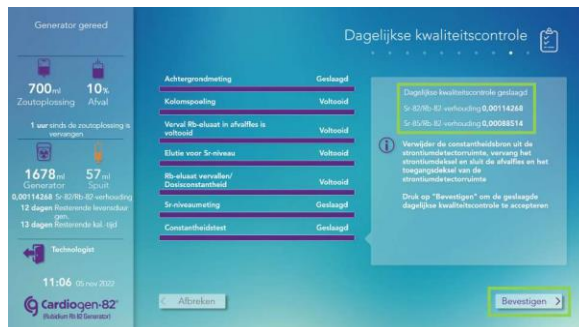 Generator gereed
Dagelijkse kwaliteitscontrole
700 ml
Zoutoplossing
10%
Afval
1 uur sinds de zoutoplossing is
vervangen
1678 ml
Generator
57 ml
Spuit
0,00114268 Sr-82/Rb-82-verhouding
12 dagen Resterende levensduur
gen.
13 dagen Resterende kal.-tijd
Technologist
11:06 05 nov 2022
Cardiogen-82®
(Rubidium Rb 82 Generator)
Achtergrondmeting Geslaagd
Kolomspoeling Voltooid
Verval Rb-eluaat in afvalfles is
voltooid Voltooid
Elutie voor Sr-niveau Voltooid
Rb-eluaat vervallen/
Dosisconstantheid Voltooid
Sr-niveaumeting Geslaagd
Constantheidstest Geslaagd
Dagelijkse kwaliteitscontrole geslaagd
Sr-82/Rb-82-verhouding 0,00114268
Sr-85/Rb-82-verhouding 0,00088514
Verwijder de constantheidsbron uit de
strontiumdetectorruimte, vervang het
strontiumdeksel en sluit de afvalfles en het
toegangsdeksel van de
strontiumdetectorruimte
Druk op "Bevestigen" om de geslaagde
dagelijkse kwaliteitscontrole te accepteren
Afbreken
Bevestigen